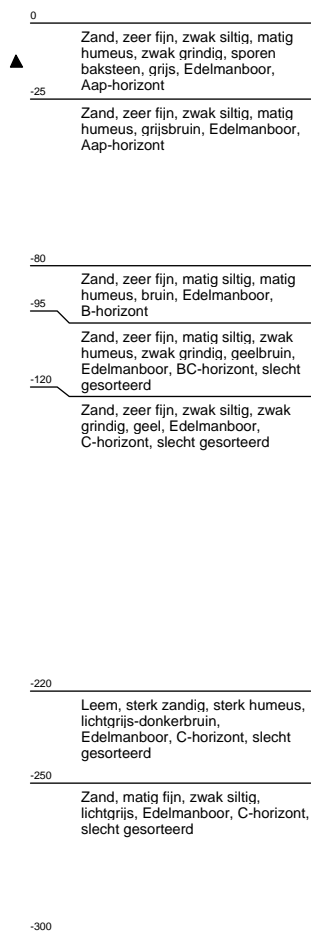 0
Zand, zeer fijn, zwak siltig, matig
humeus, zwak grindig, sporen
baksteen, grijs, Edelmanboor,
Aap-horizont
-25
Zand, zeer fijn, zwak siltig, matig
humeus, grijsbruin, Edelmanboor,
Aap-horizont
-80
Zand, zeer fijn, matig siltig, matig
humeus, bruin, Edelmanboor,
B-horizont
-95
Zand, zeer fijn, matig siltig, zwak
humeus, zwak grindig, geelbruin,
Edelmanboor, BC-horizont, slecht
gesorteerd
-120
Zand, zeer fijn, zwak siltig, zwak
grindig, geel, Edelmanboor,
C-horizont, slecht gesorteerd
-220
Leem, sterk zandig, sterk humeus,
lichtgrijs-donkerbruin,
Edelmanboor, C-horizont, slecht
gesorteerd
-250
Zand, matig fijn, zwak siltig,
lichtgrijs, Edelmanboor, C-horizont,
slecht gesorteerd
-300